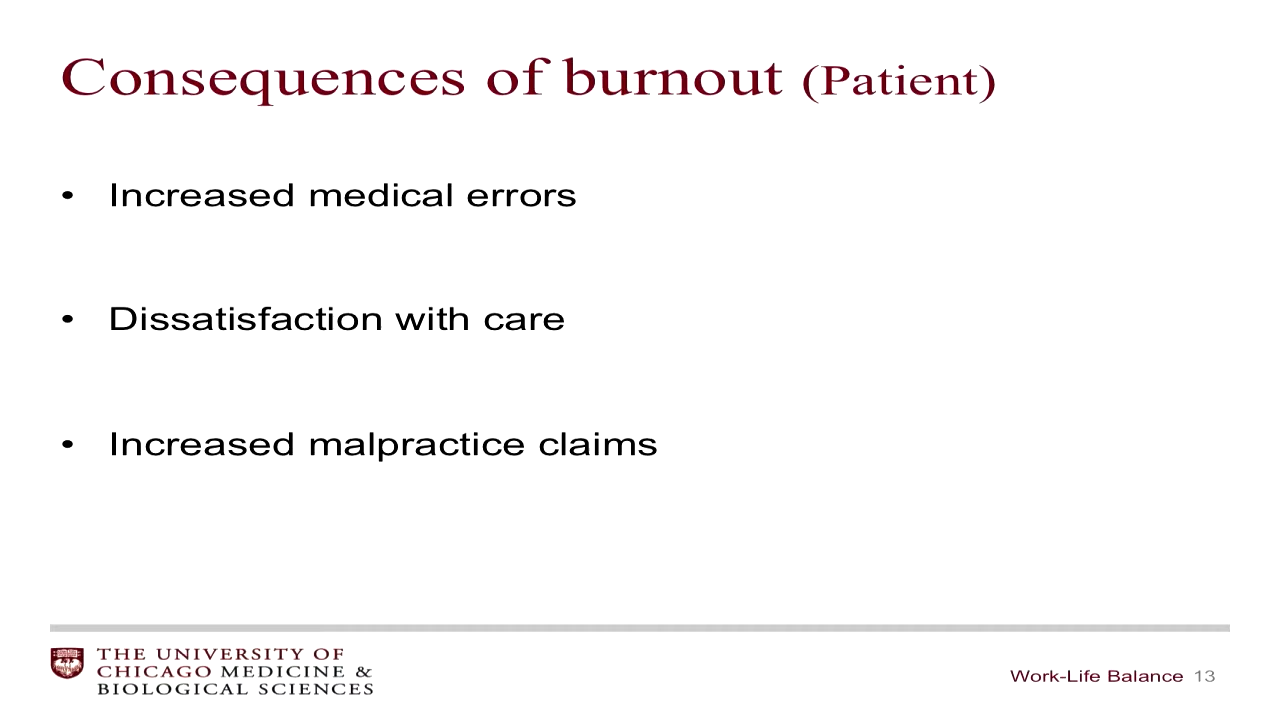 Consequences of burnout (Patient)
• Increased medical errors
• Dissatisfaction with care
• Increased malpractice claims
THE UNIVERSITY OF
CHICAGO MEDICINE &
BIOLOGICAL SCIENCES
Work-Life Balance 13